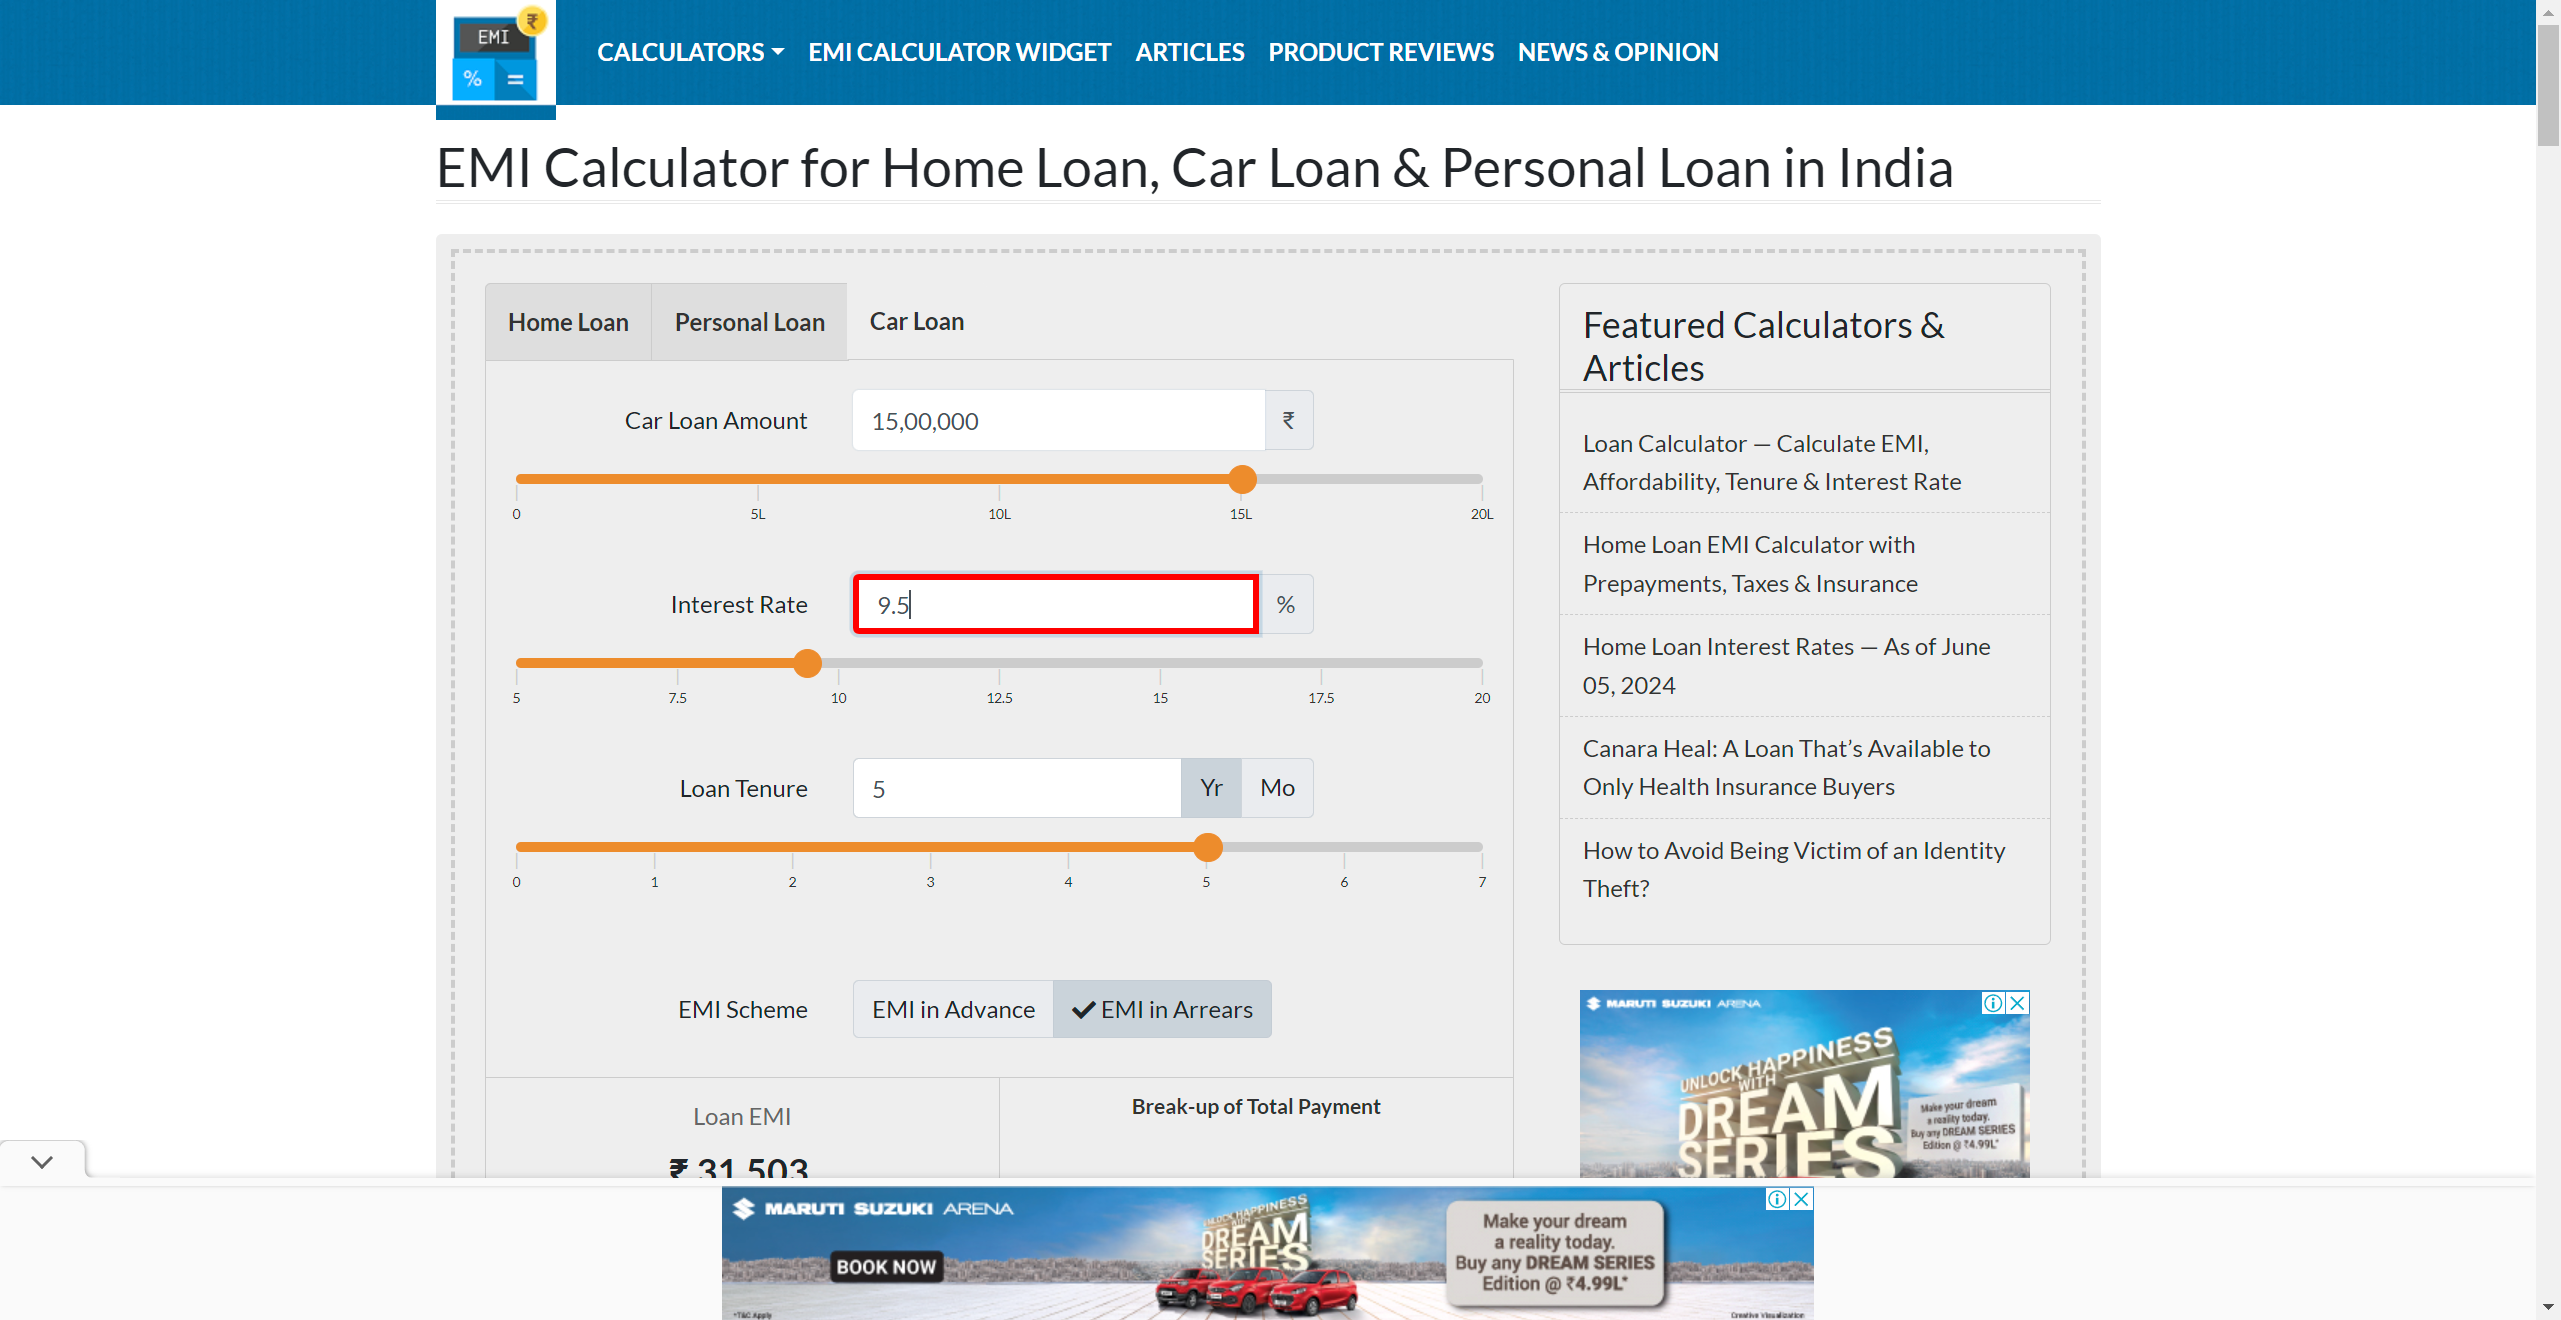 EMI
₹
%
=
CALCULATORS
EMI CALCULATOR WIDGET
ARTICLES
PRODUCT REVIEWS
NEWS & OPINION
EMI Calculator for Home Loan, Car Loan & Personal Loan in India
Home Loan
Personal Loan
Car Loan
Car Loan Amount
15,00,000
₹
0
5L
10L
15L
20L
Interest Rate
9.5
%
5
7.5
10
12.5
15
17.5
20
Loan Tenure
5
Yr
Mo
0
1
2
3
4
5
6
7
EMI Scheme
EMI in Advance
EMI in Arrears
Loan EMI
₹ 31,503
Break-up of Total Payment
Featured Calculators &
Articles
Loan Calculator — Calculate EMI,
Affordability, Tenure & Interest Rate
Home Loan EMI Calculator with
Prepayments, Taxes & Insurance
Home Loan Interest Rates — As of June
05, 2024
Canara Heal: A Loan That’s Available to
Only Health Insurance Buyers
How to Avoid Being Victim of an Identity
Theft?
MARUTI SUZUKI ARENA
UNLOCK HAPPINESS
WITH
DREAM
SERIES
Make your dream
a reality today.
Buy any DREAM SERIES
Edition @ ₹4.99L*
MARUTI SUZUKI ARENA
BOOK NOW
*T&C Apply
UNLOCK HAPPINESS
WITH
DREAM
SERIES
Make your dream
a reality today.
Buy any DREAM SERIES
Edition @ ₹4.99L*
Creative Visualization